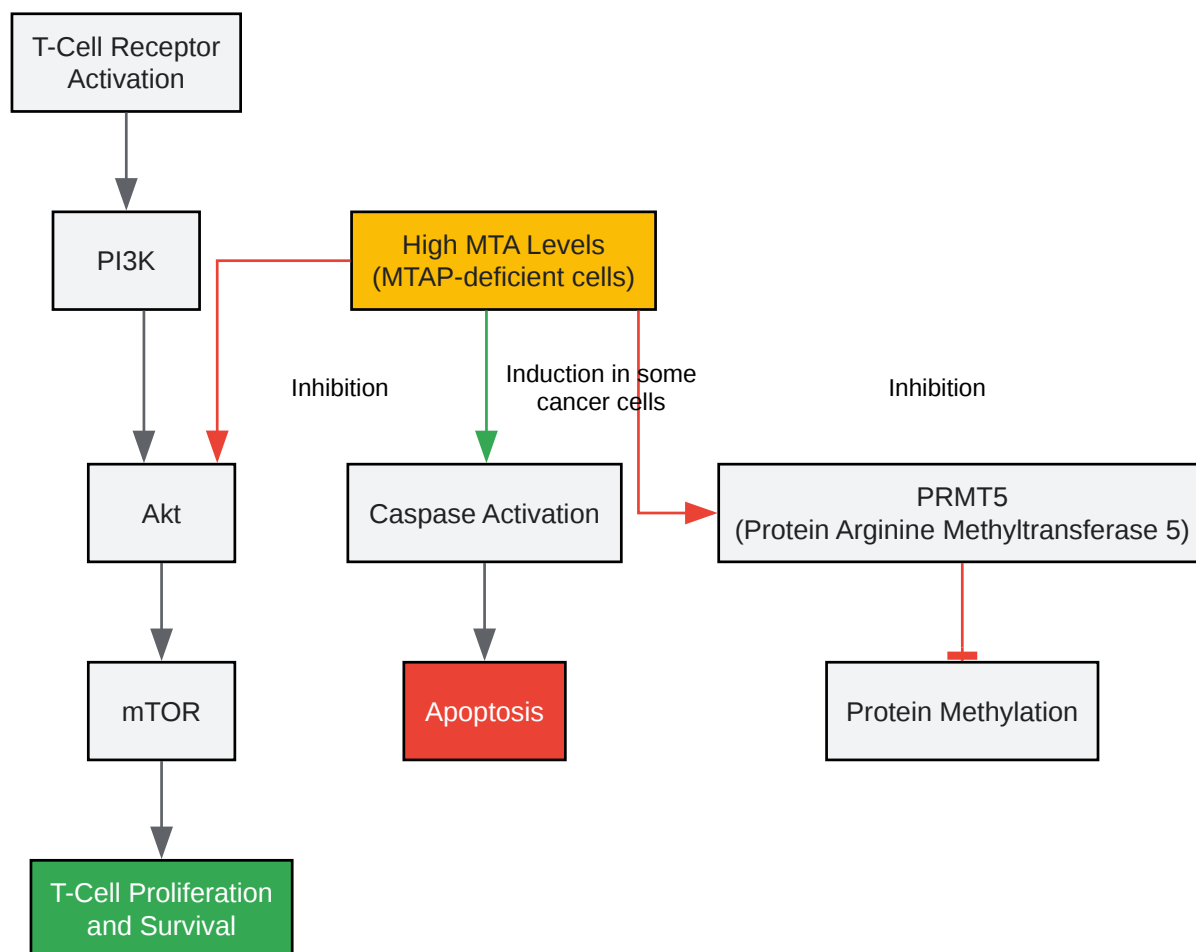 T-Cell Receptor
Activation
PI3K
High MTA Levels
(MTAP-deficient cells)
Inhibition
Induction in some
cancer cells
Inhibition
Akt
Caspase Activation
PRMT5
(Protein Arginine Methyltransferase 5)
mTOR
Apoptosis
Protein Methylation
T-Cell Proliferation
and Survival